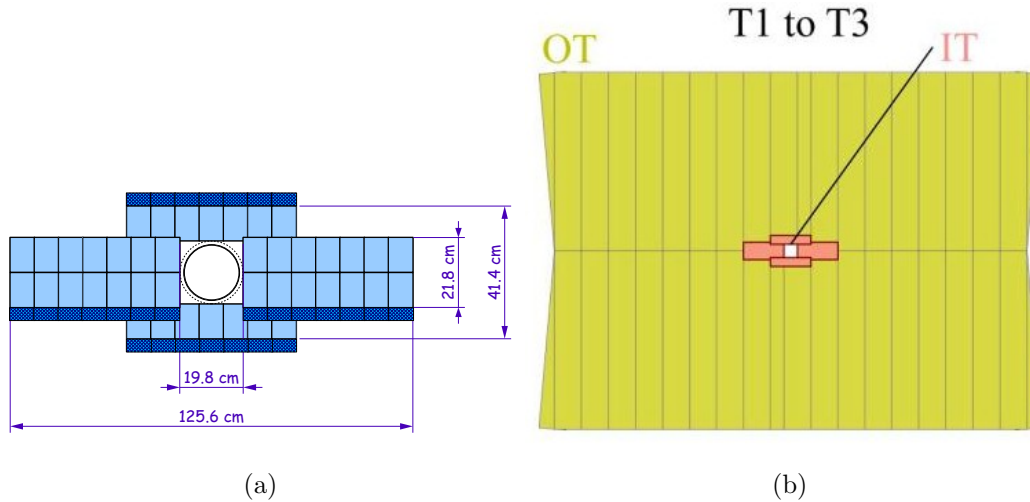 T1 to T3
OT
IT
21.8 cm
41.4 cm
19.8 cm
125.6 cm
(a)
(b)